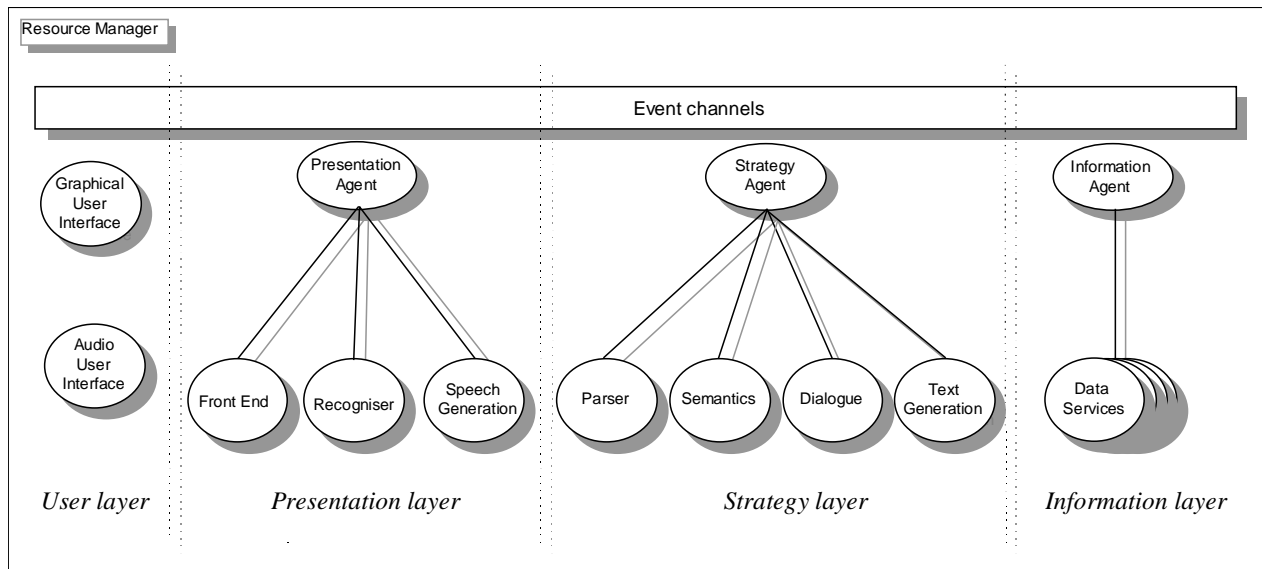 Resource Manager
Event channels
Graphical
User
Interface
Presentation
Agent
Strategy
Agent
Information
Agent
Audio
User
Interface
Front End
Recogniser
Speech
Generation
Parser
Semantics
Dialogue
Text
Generation
Data
Services
User layer
Presentation layer
Strategy layer
Information layer